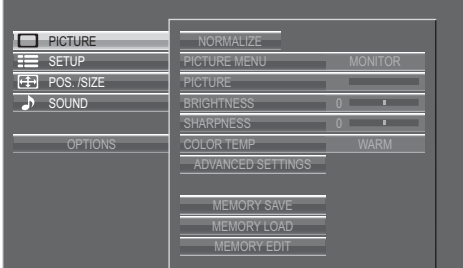 PICTURE
SETUP
POS. /SIZE
SOUND
OPTIONS
NORMALIZE
PICTURE MENU MONITOR
PICTURE
BRIGHTNESS 0
SHARPNESS 0
COLOR TEMP WARM
ADVANCED SETTINGS
MEMORY SAVE
MEMORY LOAD
MEMORY EDIT